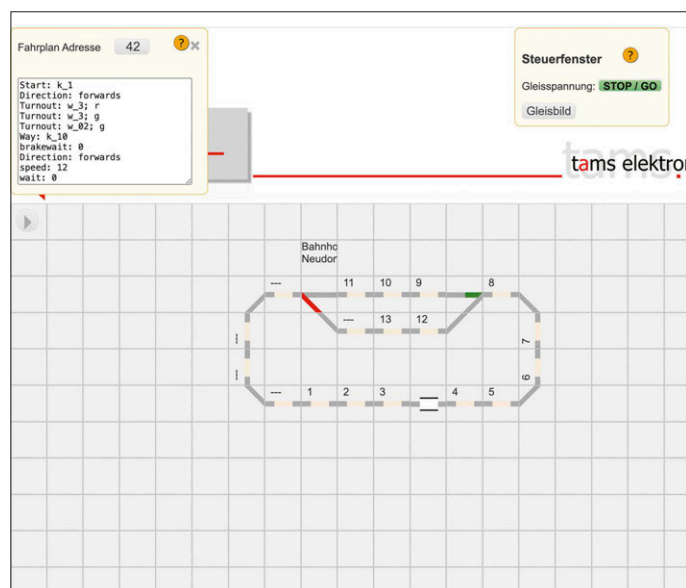 Fahrplan Adresse 42 ? ×
Start: k_1
Direction: forwards
Turnout: w_3; r
Turnout: w_3; g
Turnout: w_02; g
Way: k_10
brakewait: 0
Direction: forwards
speed: 12
wait: 0
Steuerfenster ?
Gleisspannung: STOP / GO
Gleisbild
tams elektron
Bahnho
Neudor
--- 11 10 9 8
--- 13 12
--- 7
--- 6
--- 1 2 3 4 5